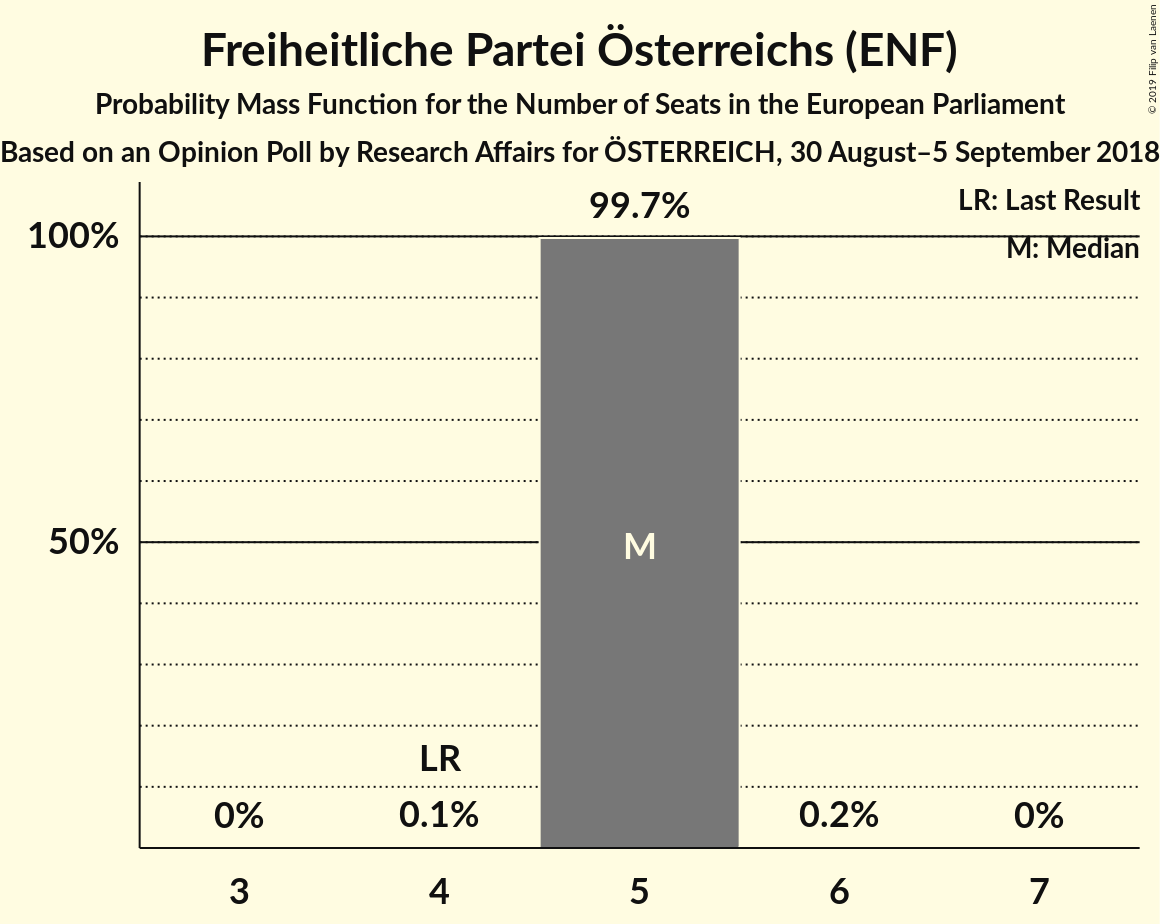 Freiheitliche Partei Österreichs (ENF)
Probability Mass Function for the Number of Seats in the European Parliament
Based on an Opinion Poll by Research Affairs for ÖSTERREICH, 30 August–5 September 2018
© 2019 Filip van Laenen
LR: Last Result
M: Median
99.7%
100%
50%
M
LR
0%
0.1%
0.2%
0%
3
4
5
6
7